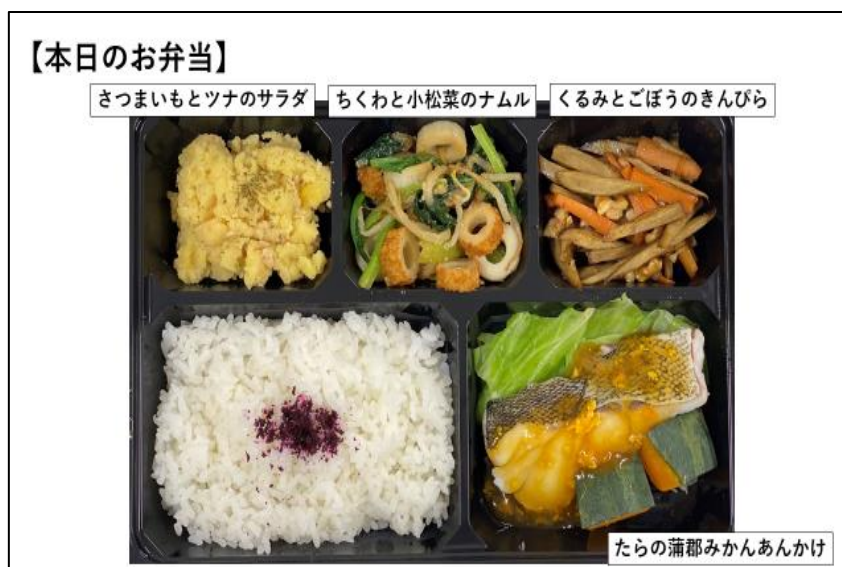 【本日のお弁当】
さつまいもとツナのサラダ
ちくわと小松菜のナムル
くるみとごぼうのきんぴら
たらの蒲郡みかんあんかけ